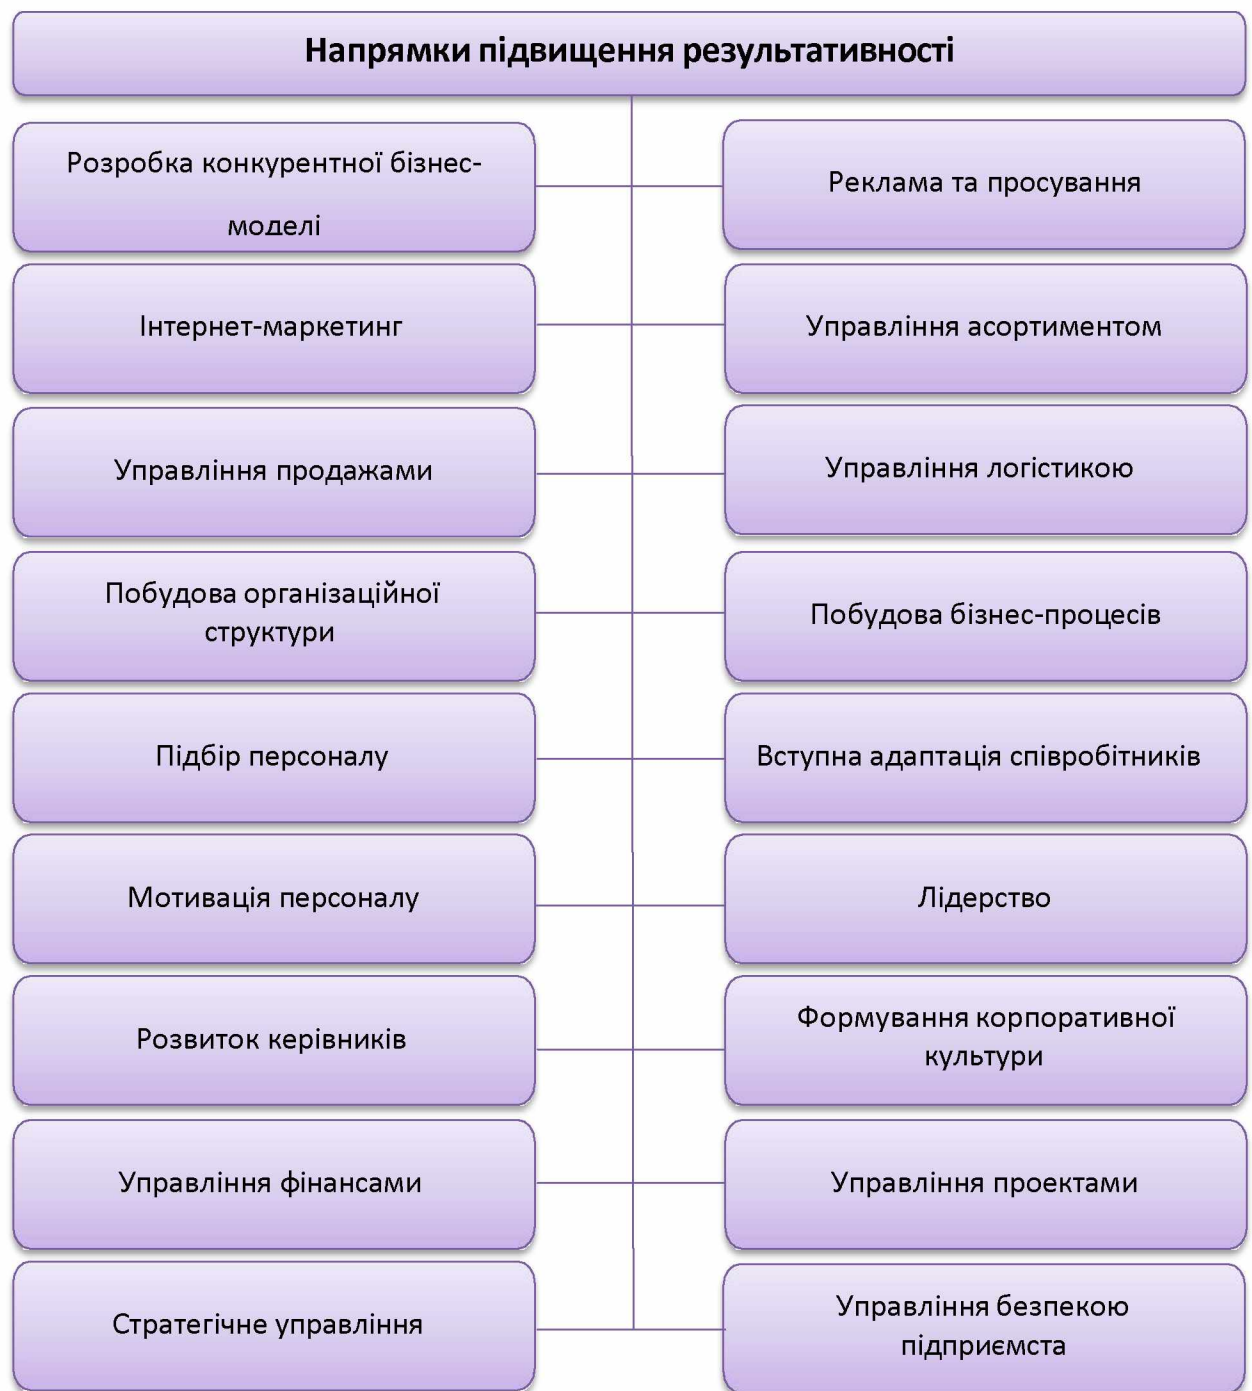 Напрямки підвищення результативності
Розробка конкурентної бізнес-
моделі
Реклама та просування
Інтернет-маркетинг
Управління асортиментом
Управління продажами
Управління логістикою
Побудова організаційної
структури
Побудова бізнес-процесів
Підбір персоналу
Вступна адаптація співробітників
Мотивація персоналу
Лідерство
Розвиток керівників
Формування корпоративної
культури
Управління фінансами
Управління проектами
Стратегічне управління
Управління безпекою
підприємста